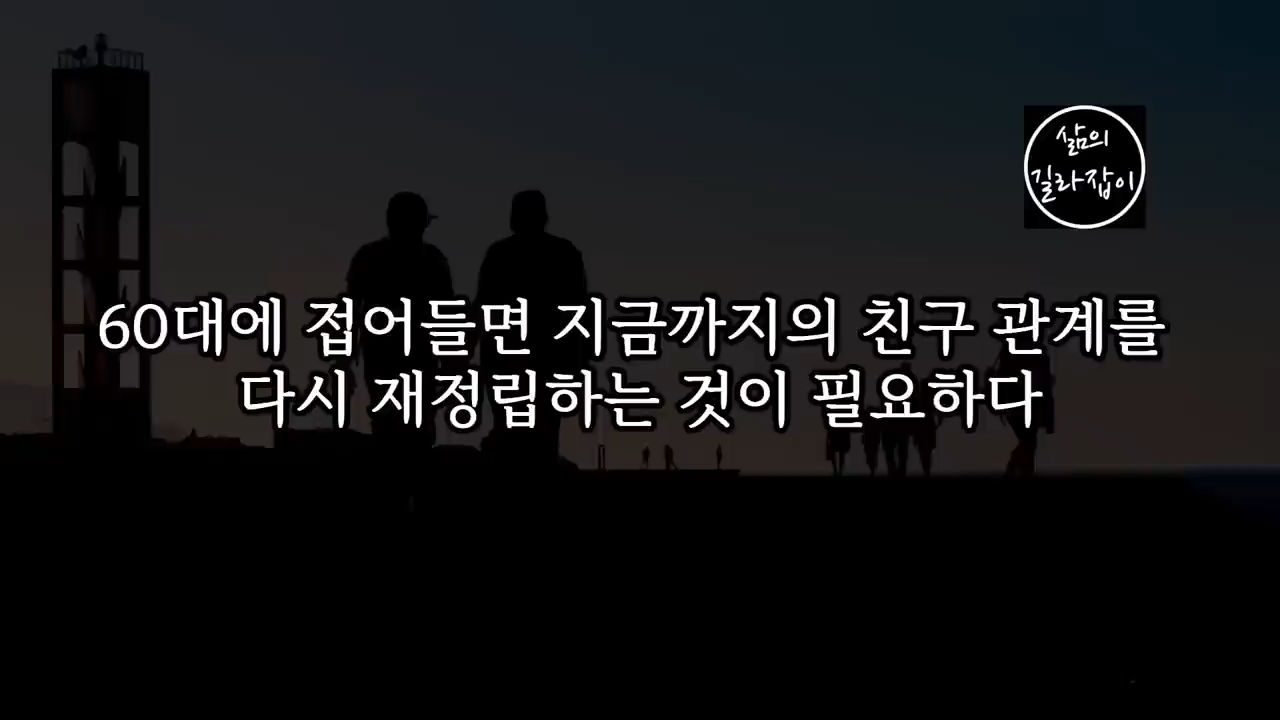 삶의
길라잡이
60대에 접어들면 지금까지의 친구 관계를
다시 재정립하는 것이 필요하다